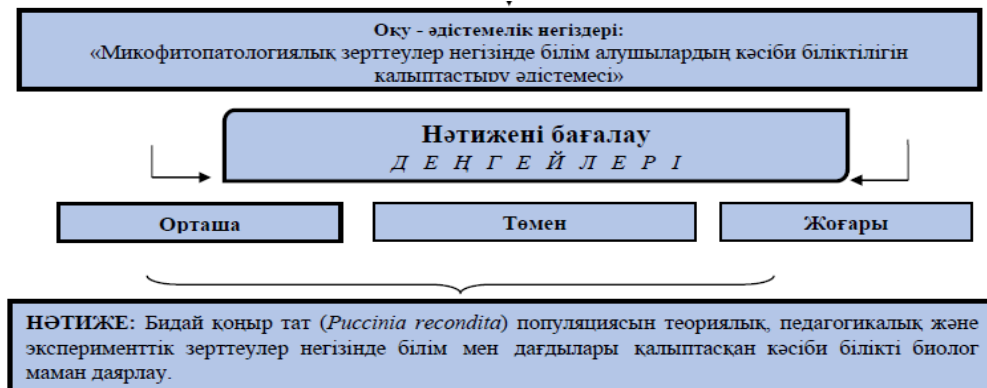 Оқу - әдістемелік негіздері:
«Микофитопатологиялық зерттеулер негізінде білім алушылардың кәсіби біліктілігін
қалыптастыру әдістемесі»
Нәтижені бағалау
Д Е Ң Г Е Й Л Е Р І
Орташа
Төмен
Жоғары
НӘТИЖЕ: Бидай қоңыр тат (Puccinia recondita) популяциясын теориялық, педагогикалық және
эксперименттік зерттеулер негізінде білім мен дағдылары қалыптасқан кәсіби білікті биолог
маман даярлау.